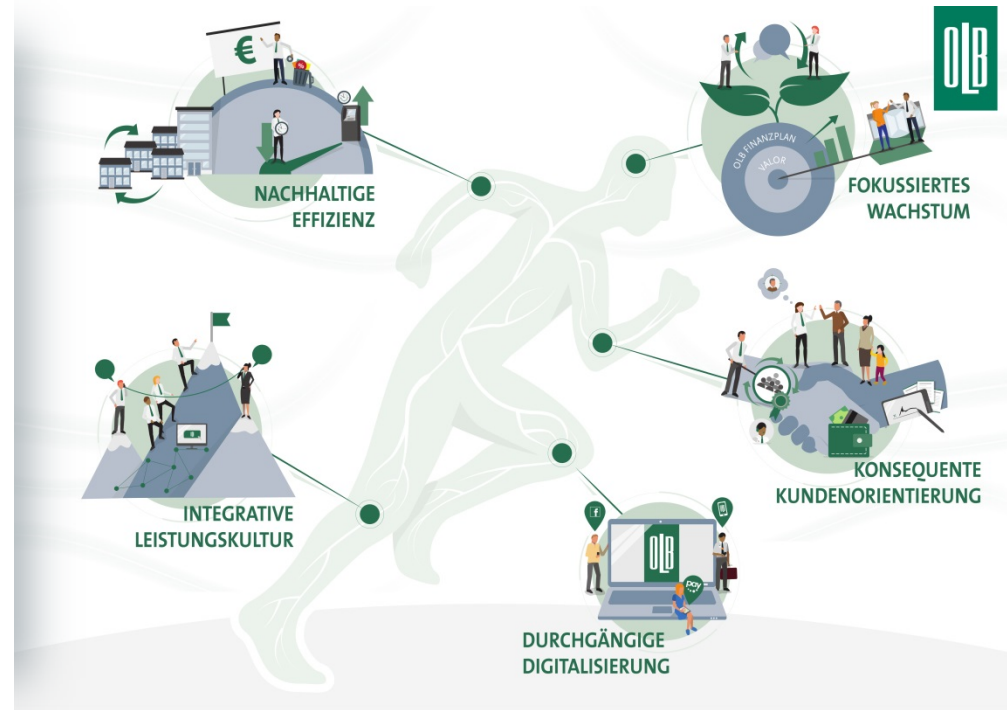 €
NACHHALTIGE
EFFIZIENZ
OLB
OLB FINANZPLAN
VALOR
FOKUSSIERTES
WACHSTUM
KONSEQUENTE
KUNDENORIENTIERUNG
INTEGRATIVE
LEISTUNGSKULTUR
f
OLB
pay
DURCHGÄNGIGE
DIGITALISIERUNG